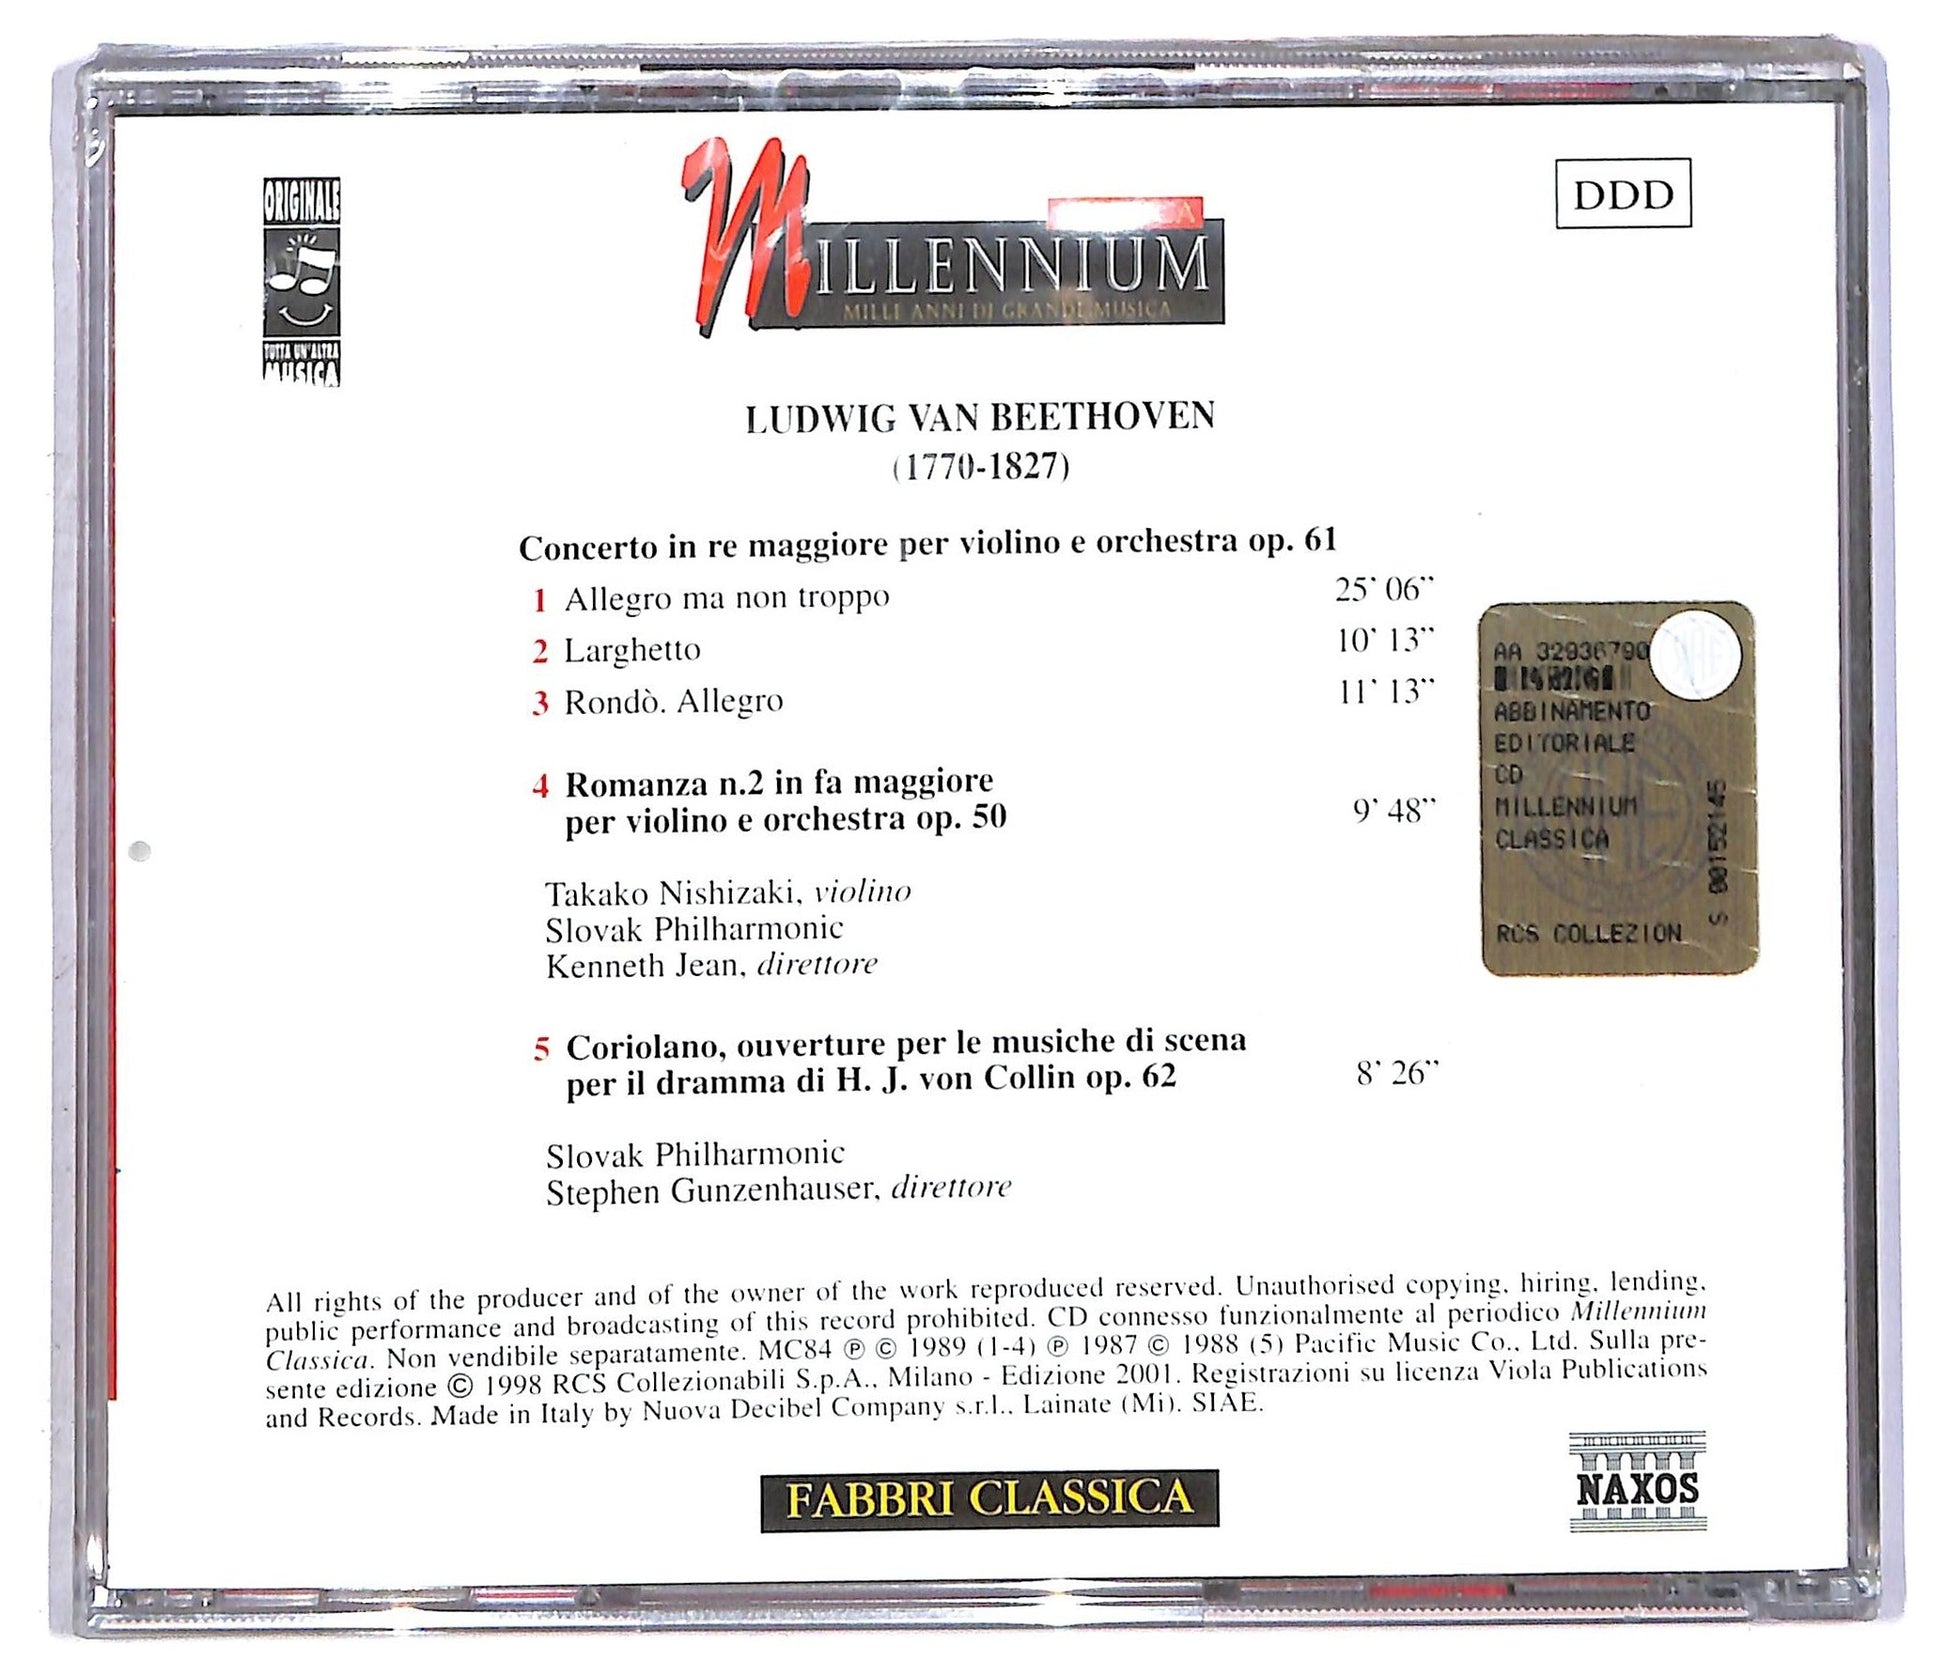 ORIGINALE
TUTTA UN'ALTRA
MUSICA
MILLENNIUM
MILLE ANNI DI GRANDE MUSICA
DDD
LUDWIG VAN BEETHOVEN
(1770-1827)
Concerto in re maggiore per violino e orchestra op. 61
1 Allegro ma non troppo 25' 06''
2 Larghetto 10' 13''
3 Rondò. Allegro 11' 13''
4 Romanza n.2 in fa maggiore
per violino e orchestra op. 50 9' 48''
Takako Nishizaki, violino
Slovak Philharmonic
Kenneth Jean, direttore
5 Coriolano, ouverture per le musiche di scena
per il dramma di H. J. von Collin op. 62 8' 26''
Slovak Philharmonic
Stephen Gunzenhauser, direttore
AA 32936790
ABBINAMENTO
EDITORIALE
CD
MILLENNIUM
CLASSICA
RCS COLLEZION
S 00152145
All rights of the producer and of the owner of the work reproduced reserved. Unauthorised copying, hiring, lending,
public performance and broadcasting of this record prohibited. CD connesso funzionalmente al periodico Millennium
Classica. Non vendibile separatamente. MC84 ℗ © 1989 (1-4) ℗ 1987 © 1988 (5) Pacific Music Co., Ltd. Sulla pre-
sente edizione © 1998 RCS Collezionabili S.p.A., Milano - Edizione 2001. Registrazioni su licenza Viola Publications
and Records. Made in Italy by Nuova Decibel Company s.r.l., Lainate (Mi). SIAE.
FABBRI CLASSICA
NAXOS